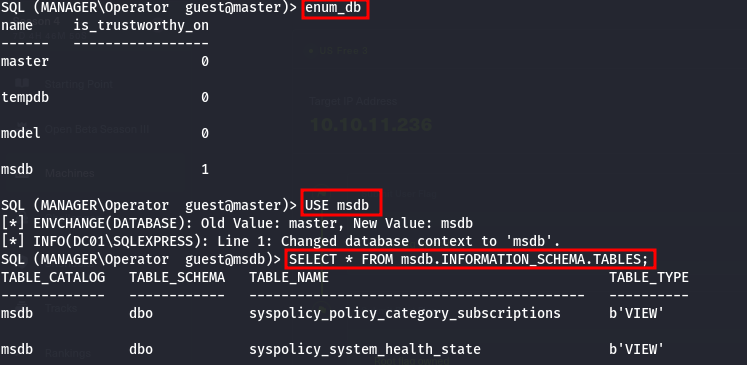 SQL (MANAGER\Operator  guest@master)> enum_db
name   is_trustworthy_on
------   -----------------
master   0
tempdb   0
Target IP Address
10.10.11.236
model   0
msdb   1
SQL (MANAGER\Operator  guest@master)> USE msdb
[*] ENVCHANGE(DATABASE): Old Value: master, New Value: msdb
[*] INFO(DC01\SQLEXPRESS): Line 1: Changed database context to 'msdb'.
SQL (MANAGER\Operator  guest@msdb)> SELECT * FROM msdb.INFORMATION_SCHEMA.TABLES;
TABLE_CATALOG   TABLE_SCHEMA   TABLE_NAME   TABLE_TYPE
-------------   ------------   ------------------------------------------   ----------
msdb   dbo   syspolicy_policy_category_subscriptions   b'VIEW'
msdb   dbo   syspolicy_system_health_state   b'VIEW'